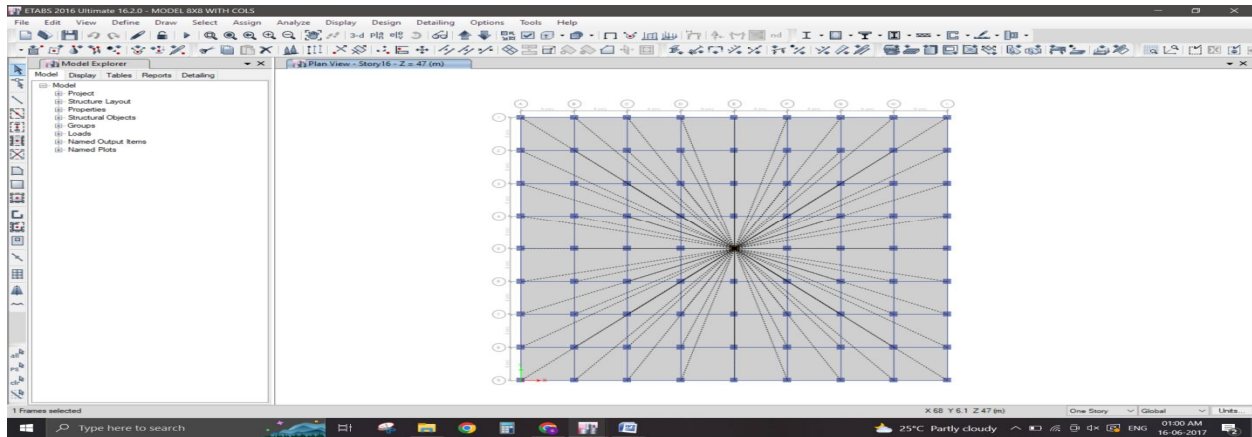 ETABS 2016 Ultimate 16.2.0 - MODEL 8X8 WITH COLS
File Edit View Define Draw Select Assign Analyze Display Design Detailing Options Tools Help
3-d
nd
Model Explorer
Plan View - Story16 - Z = 47 (m)
Model Display Tables Reports Detailing
Model
Project
Structure Layout
Properties
Structural Objects
Groups
Loads
Named Output Items
Named Plots
1 Frames selected
X 68 Y 6.1 Z 47 (m)
One Story
Global
Units...
Type here to search
25°C Partly cloudy
ENG
01:00 AM
16-06-2017